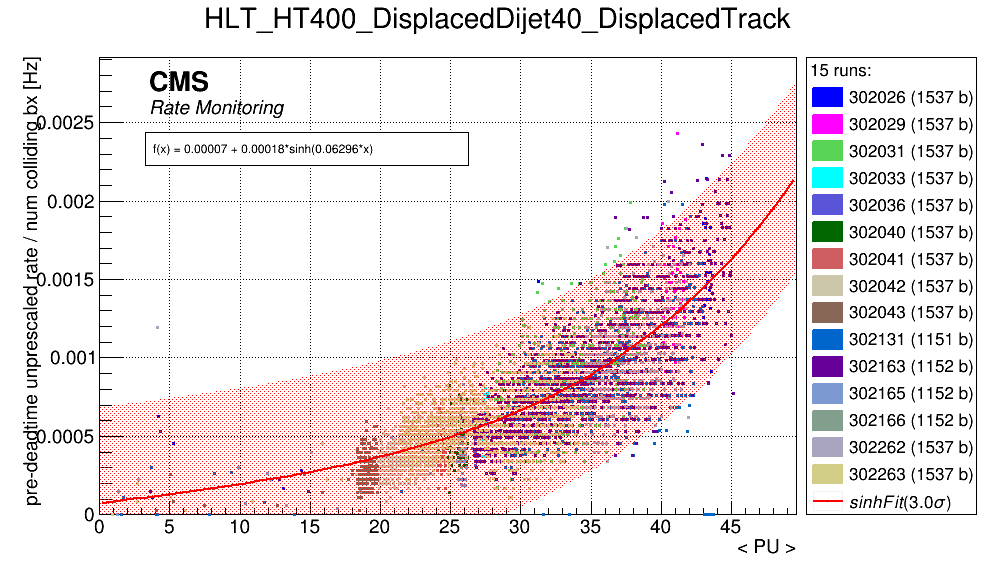 HLT_HT400_DisplacedDijet40_DisplacedTrack
pre-deadtime unprescaled rate / num colliding bx [Hz]
CMS
Rate Monitoring
f(x) = 0.00007 + 0.00018*sinh(0.06296*x)
0.0025
0.002
0.0015
0.001
0.0005
0
0 5 10 15 20 25 30 35 40 45
< PU >
15 runs:
302026 (1537 b)
302029 (1537 b)
302031 (1537 b)
302033 (1537 b)
302036 (1537 b)
302040 (1537 b)
302041 (1537 b)
302042 (1537 b)
302043 (1537 b)
302131 (1151 b)
302163 (1152 b)
302165 (1152 b)
302166 (1152 b)
302262 (1537 b)
302263 (1537 b)
sinhFit(3.0σ)